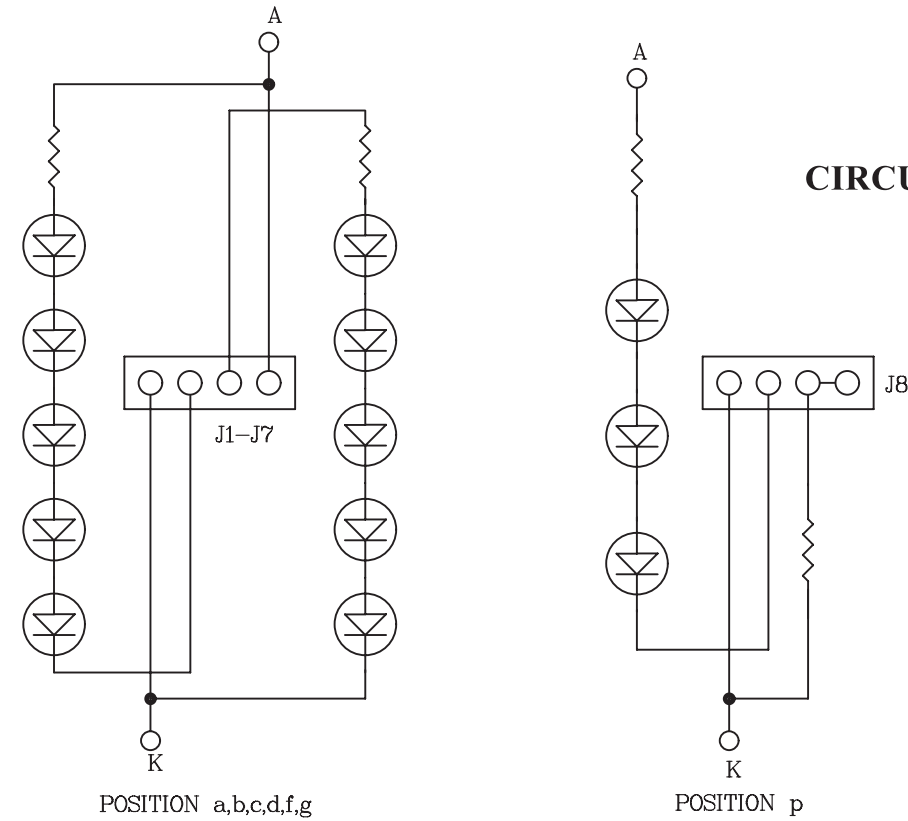 A
A
CIRCU
J1-J7
J8
K
K
POSITION a,b,c,d,f,g
POSITION p